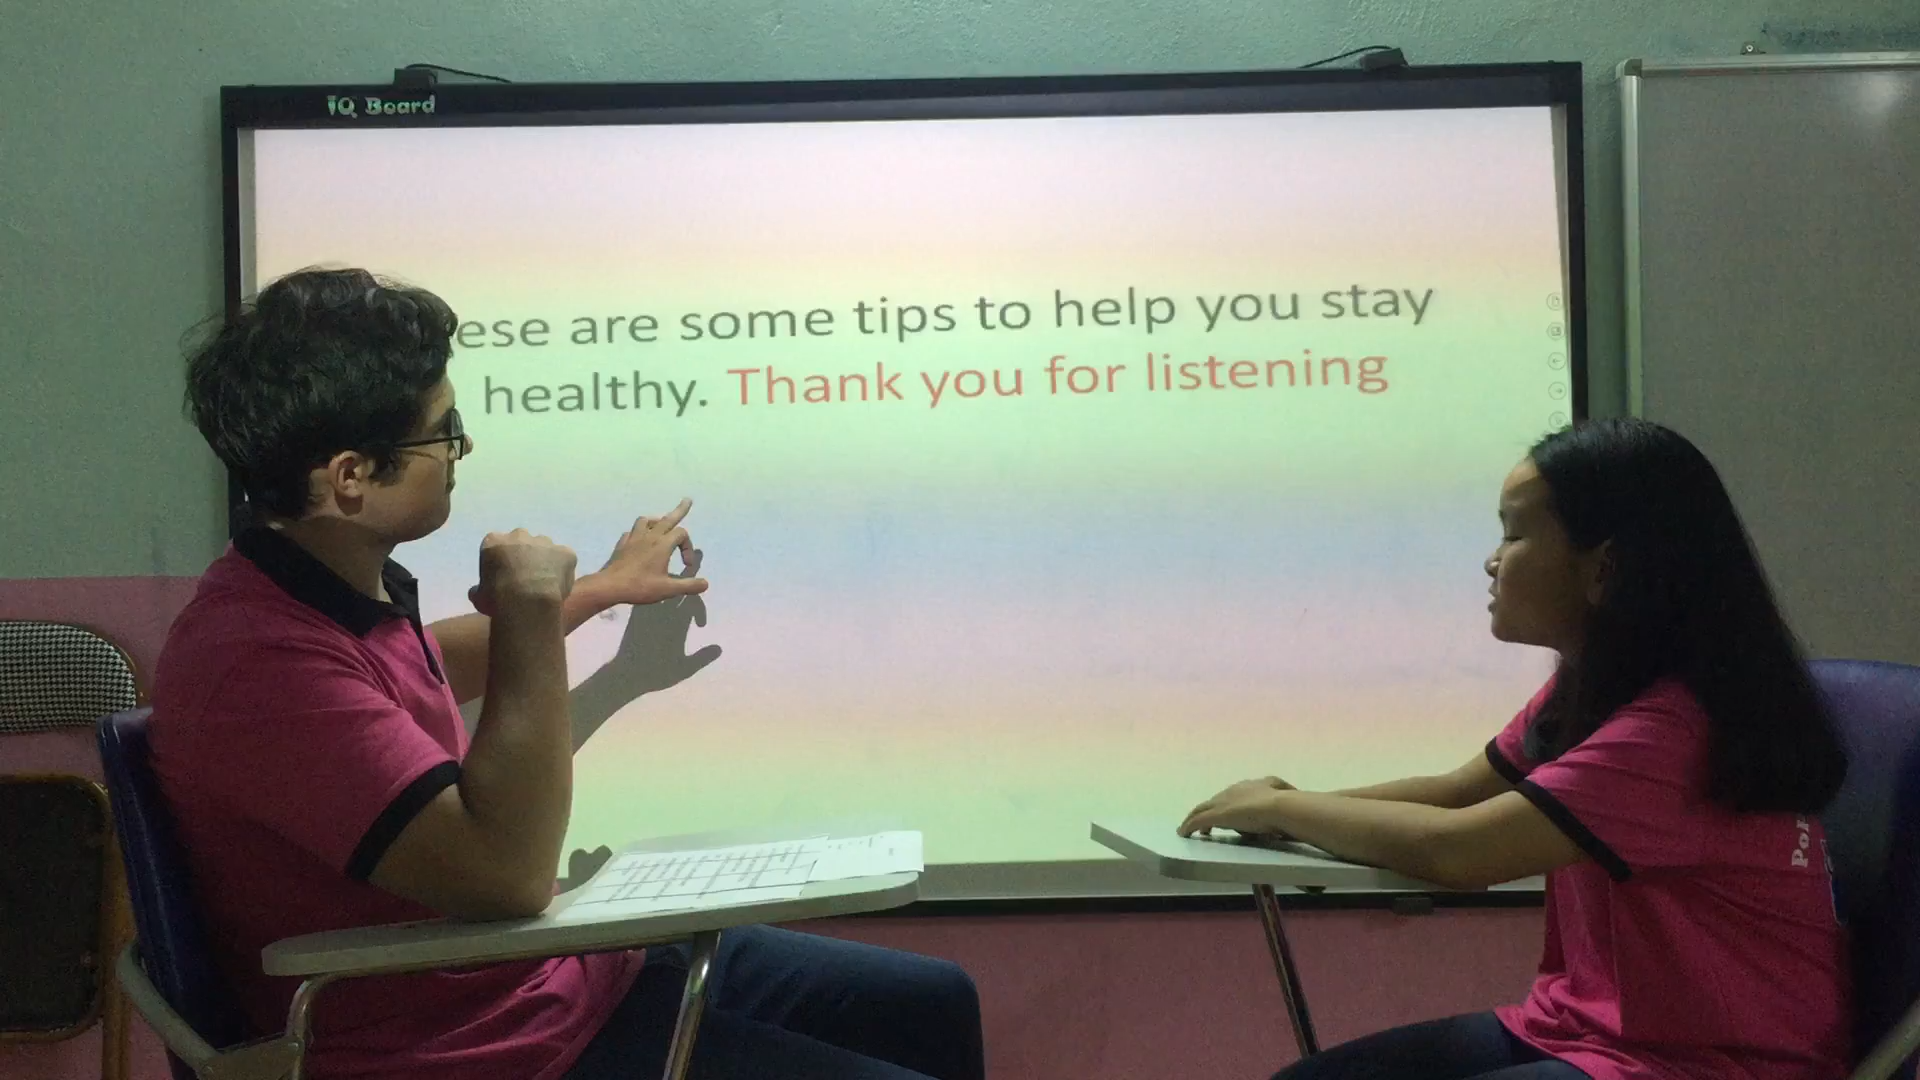 iQ Board
ese are some tips to help you stay
healthy. Thank you for listening